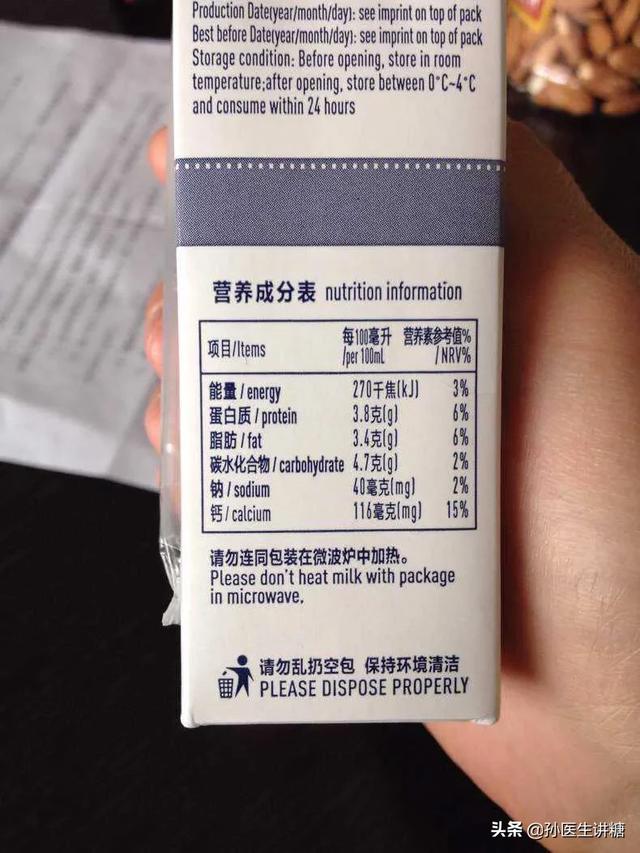 Production Date(year/month/day): see imprint on top of pack
Best before Date(year/month/day): see imprint on top of pack
Storage condition: Before opening, store in room
temperature;after opening, store between 0°C~4°C
and consume within 24 hours
营养成分表 nutrition information
项目/Items 每100毫升/per 100mL 营养素参考值%/NRV%
能量/energy 270千焦(kJ) 3%
蛋白质/protein 3.8克(g) 6%
脂肪/fat 3.4克(g) 6%
碳水化合物/carbohydrate 4.7克(g) 2%
钠/sodium 40毫克(mg) 2%
钙/calcium 116毫克(mg) 15%
请勿连同包装在微波炉中加热。
Please don't heat milk with package
in microwave.
请勿乱扔空包 保持环境清洁
PLEASE DISPOSE PROPERLY
头条 @孙医生讲糖